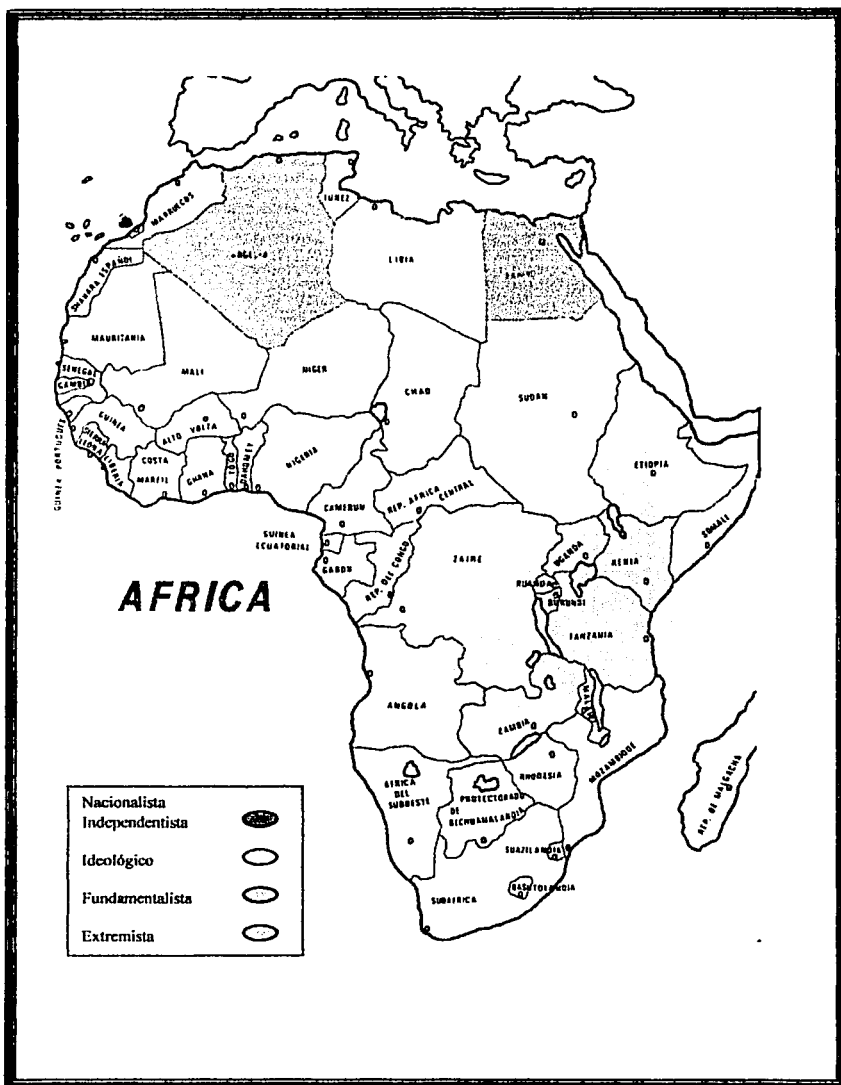 MARRUECOS
TUNEZ
LIBIA
SAHARA ESPAÑOL
MAURITANIA
MALI
NIGER
CHAD
SUDAN
SENEGAL
GAMBIA
GUINEA PORTUGUES
GUINEA
SIERRA
LEONA
LIBERIA
COSTA
MARFIL
ALTO VOLTA
GHANA
TOGO
DAHOMEY
NIGERIA
CAMERUN
REP. AFRICA
CENTRAL
ETIOPIA
SOMALI
GUINEA
ECUATORIAL
GABON
REP. DEL CONGO
ZAIRE
UGANDA
KENIA
RUANDA
BURUNDI
TANZANIA
AFRICA
ANGOLA
ZAMBIA
MOZAMBIQUE
RHODESIA
AFRICA
DEL
SUDOESTE
PROTECTORADO
DE
BECHUANALANDIA
SUAZILANDIA
BASUTOLANDIA
SUDAFRICA
REP. DE MALGACHA
Nacionalista
Independentista
Ideológico
Fundamentalista
Extremista